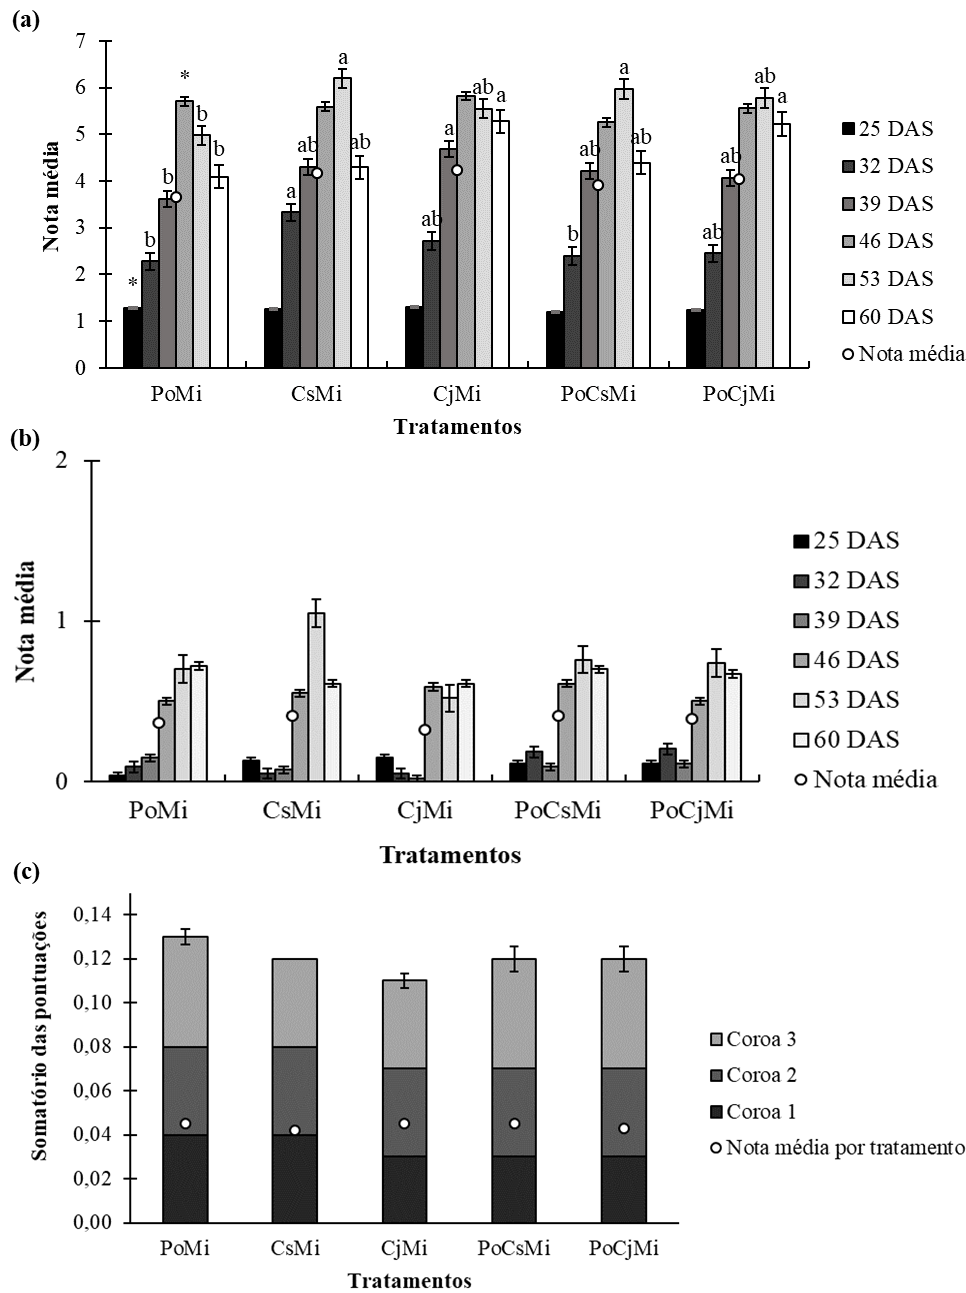 (a)
7
6
5
4
3
2
1
0
Nota média
* b b * b b
a ab a ab
ab a ab a
b ab a ab
ab ab ab a
PoMi CsMi CjMi PoCsMi PoCjMi
Tratamentos
25 DAS
32 DAS
39 DAS
46 DAS
53 DAS
60 DAS
Nota média
(b)
2
1
0
Nota média
PoMi CsMi CjMi PoCsMi PoCjMi
Tratamentos
25 DAS
32 DAS
39 DAS
46 DAS
53 DAS
60 DAS
Nota média
(c)
0,14
0,12
0,10
0,08
0,06
0,04
0,02
0,00
Somatório das pontuações
PoMi CsMi CjMi PoCsMi PoCjMi
Tratamentos
Coroa 3
Coroa 2
Coroa 1
Nota média por tratamento